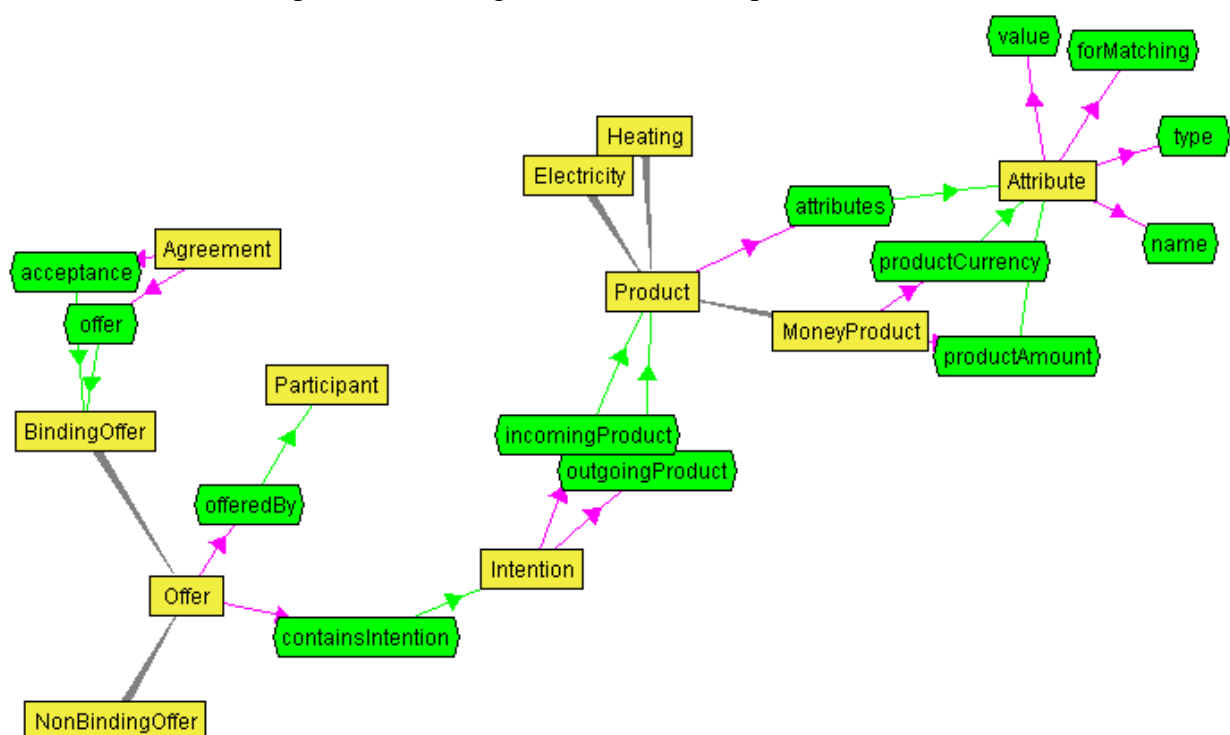 value
forMatching
Heating
type
Electricity
Attribute
attributes
Agreement
name
acceptance
productCurrency
Product
offer
MoneyProduct
productAmount
Participant
BindingOffer
incomingProduct
outgoingProduct
offeredBy
Intention
Offer
containsIntention
NonBindingOffer